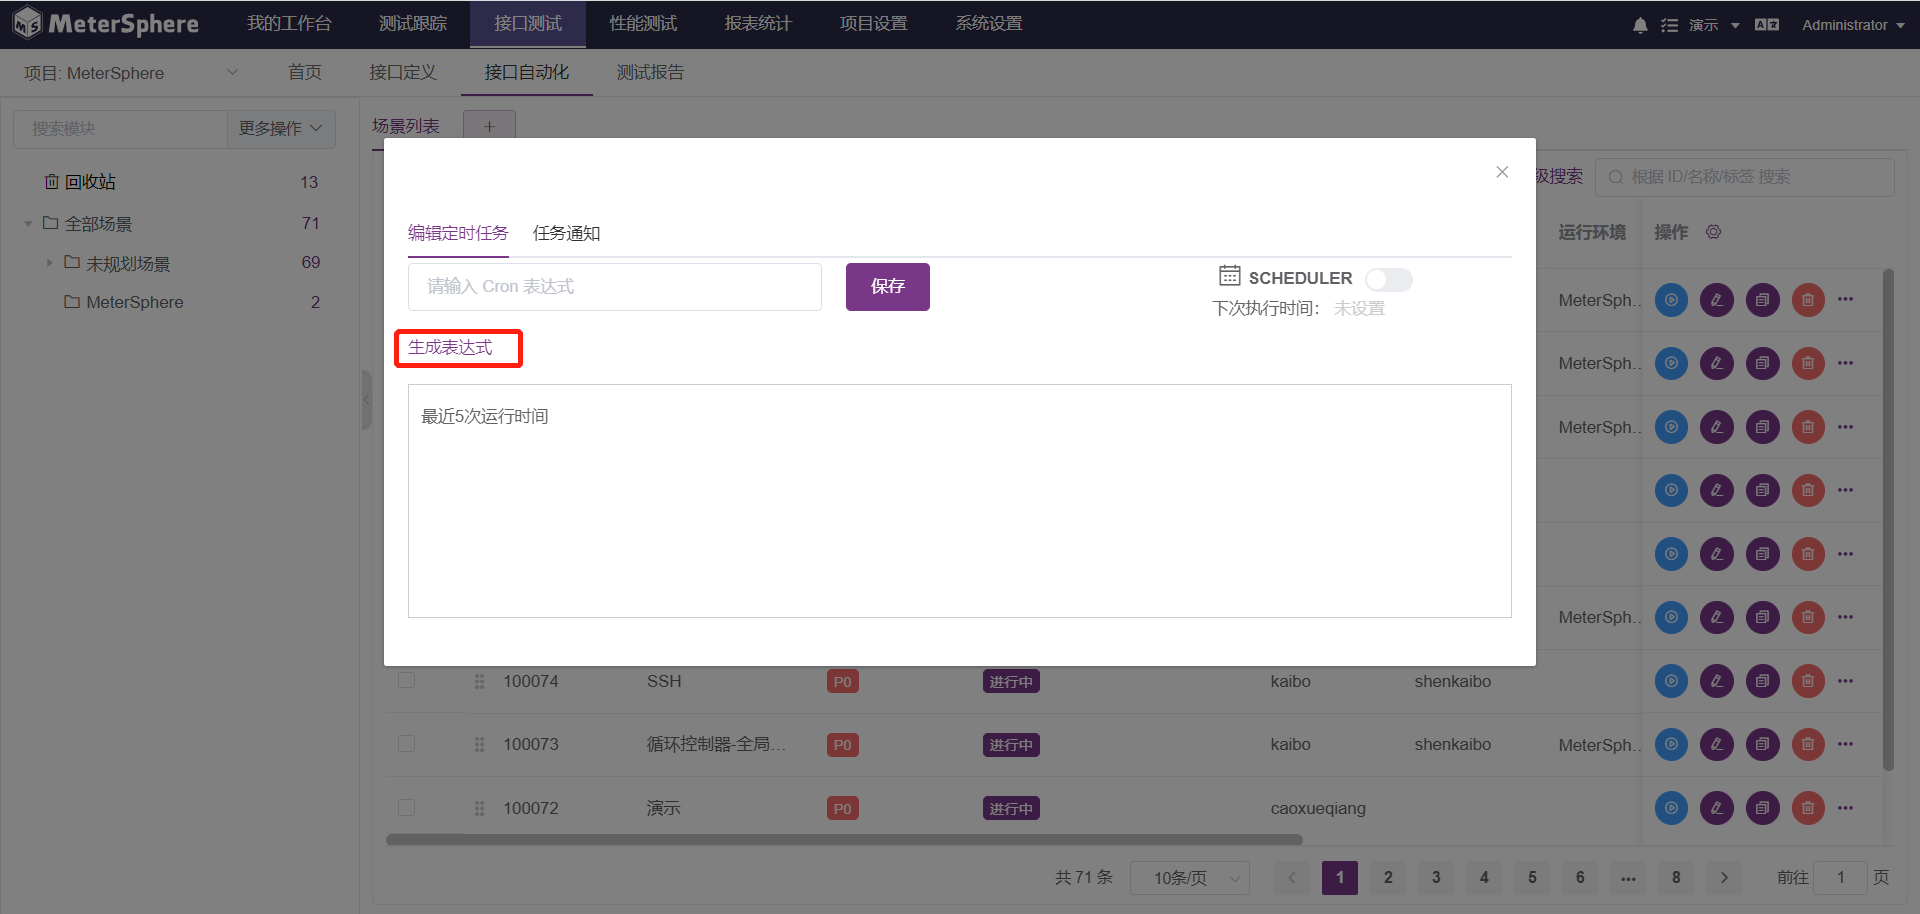 MeterSphere 我的工作台 测试跟踪 接口测试 性能测试 报表统计 项目设置 系统设置 演示 Administrator
项目: MeterSphere 首页 接口定义 接口自动化 测试报告
搜索模块 更多操作 场景列表 +
回收站 13
级搜索 根据 ID/名称/标签 搜索
全部场景 71
编辑定时任务 任务通知
运行环境 操作
未规划场景 69
请输入 Cron 表达式 保存 SCHEDULER
MeterSphere 2
下次执行时间: 未设置
MeterSph...
生成表达式
MeterSph...
最近5次运行时间
MeterSph...
MeterSph...
100074 SSH P0 进行中 kaibo shenkaibo
100073 循环控制器-全局... P0 进行中 kaibo shenkaibo MeterSph...
100072 演示 P0 进行中 caoxueqiang
共 71 条 10条/页 1 2 3 4 5 6 ... 8 前往 1 页